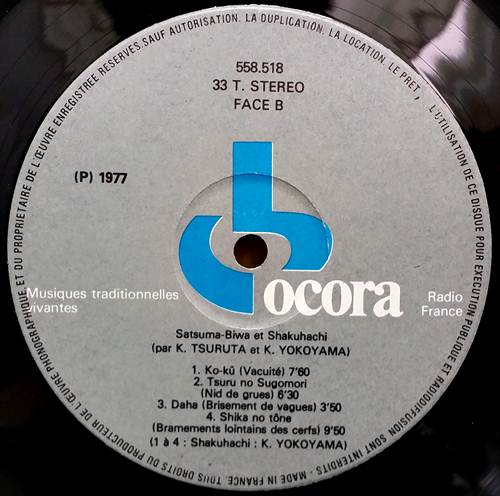 558.518
33 T. STEREO
FACE B
(P) 1977
ocora
Musiques traditionnelles
vivantes
Radio
France
Satsuma-Biwa et Shakuhachi
(par K. TSURUTA et K. YOKOYAMA)
1. Ko-kû (Vacuité) 7'60
2. Tsuru no Sugomori
(Nid de grues) 6'30
3. Daha (Brisement de vagues) 3'50
4. Shika no tône
(Bramements lointains des cerfs) 9'50
(1 à 4 : Shakuhachi : K. YOKOYAMA)
TOUS DROITS DU PRODUCTEUR DE L'ŒUVRE PHONOGRAPHIQUE ET DU PROPRIETAIRE DE L'ŒUVRE ENREGISTREE RESERVES. SAUF AUTORISATION. LA DUPLICATION. LA LOCATION. LE PRET, L'UTILISATION DE CE DISQUE POUR EXECUTION PUBLIQUE ET RADIODIFFUSION SONT INTERDITS - MADE IN FRANCE.